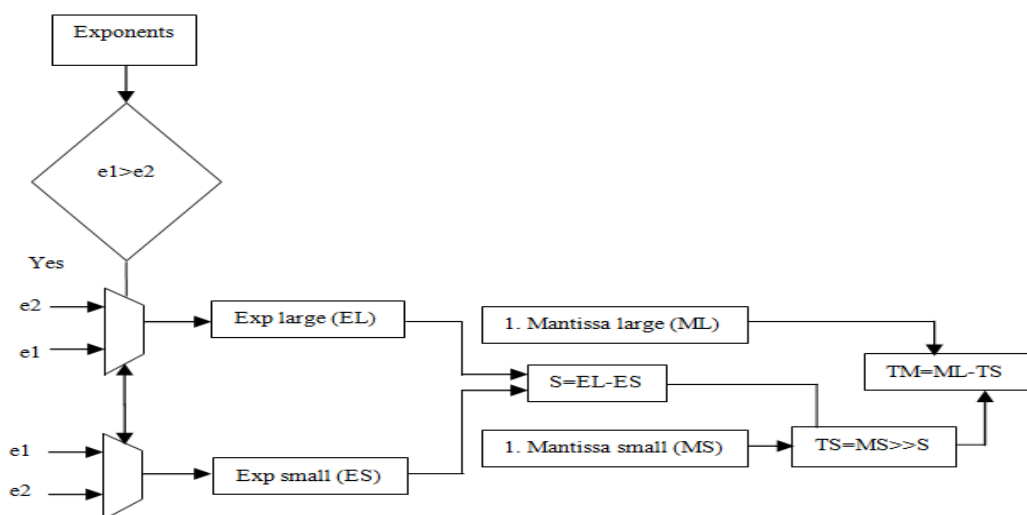 Exponents
e1>e2
Yes
e2
e1
Exp large (EL)
1. Mantissa large (ML)
TM=ML-TS
S=EL-ES
e1
e2
Exp small (ES)
1. Mantissa small (MS)
TS=MS>>S